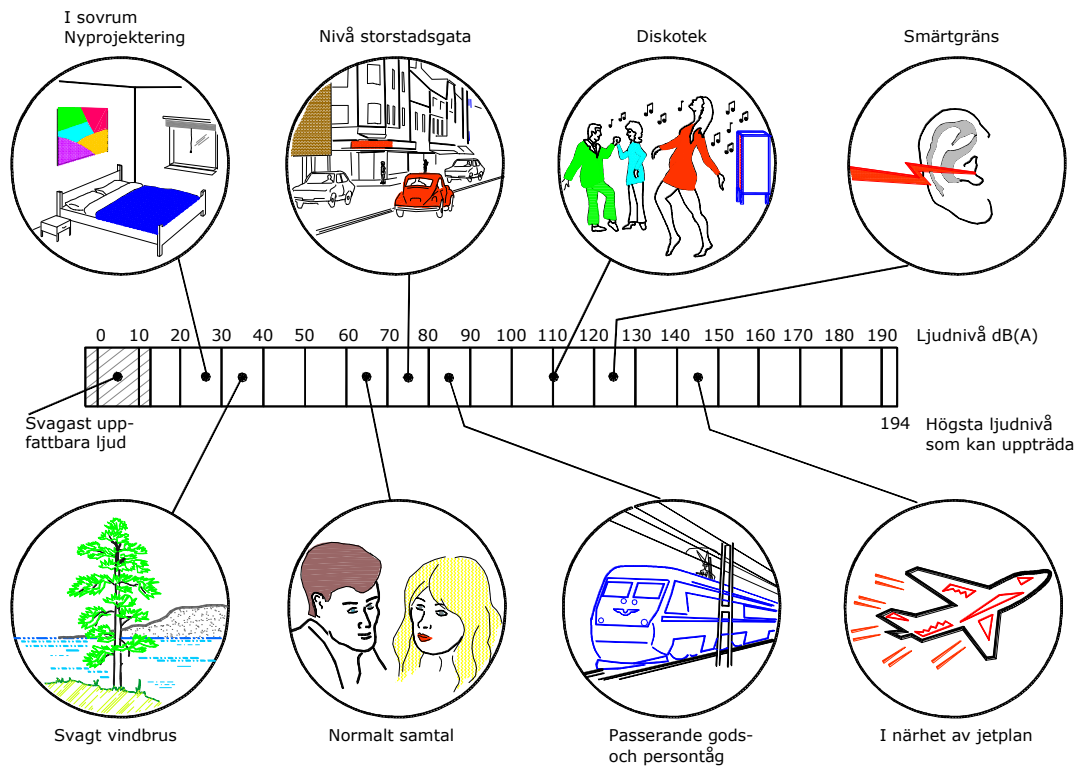 I sovrum
Nyprojektering
Nivå storstadsgata
Diskotek
Smärtgräns
0 10 20 30 40 50 60 70 80 90 100 110 120 130 140 150 160 170 180 190 Ljudnivå dB(A)
Svagast upp-
fattbara ljud
194 Högsta ljudnivå
som kan uppträda
Svagt vindbrus
Normalt samtal
Passerande gods-
och persontåg
I närhet av jetplan